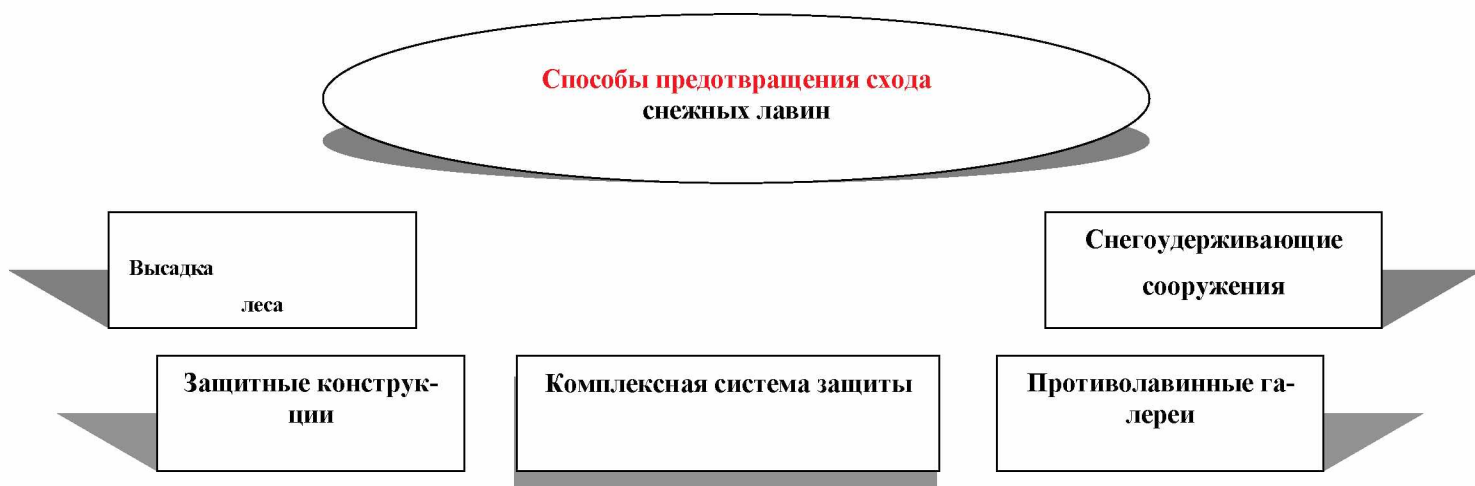 Способы предотвращения схода
снежных лавин
Высадка
леса
Снегоудерживающие
сооружения
Защитные конструк-
ции
Комплексная система защиты
Противолавинные га-
лереи